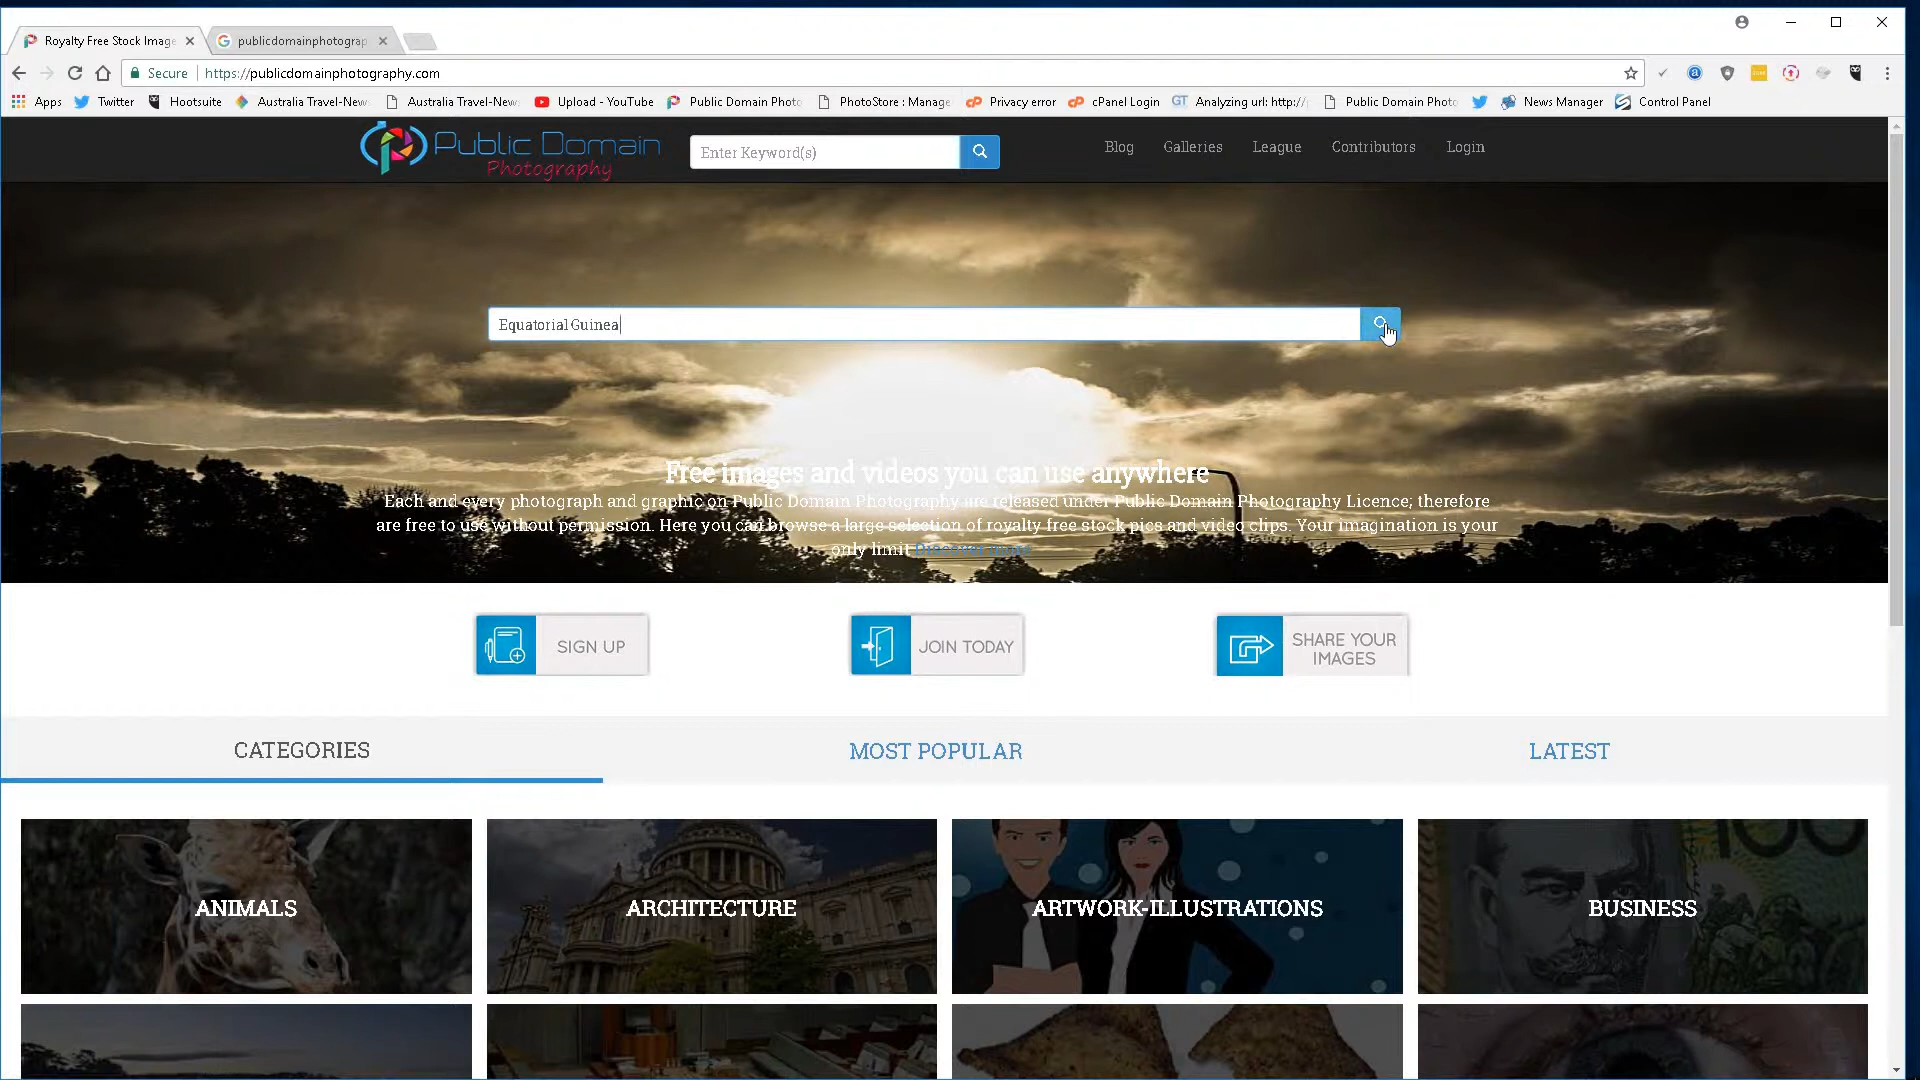 Royalty Free Stock Image
publicdomainphotograp
Secure
https://publicdomainphotography.com
Apps
Twitter
Hootsuite
Australia Travel-New
Australia Travel-New
Upload - YouTube
Public Domain Photo
PhotoStore : Manage
Privacy error
cPanel Login
Analyzing url: http://
Public Domain Photo
News Manager
Control Panel
Public Domain
Photography
Enter Keyword(s)
Blog
Galleries
League
Contributors
Login
Equatorial Guinea
Free images and videos you can use anywhere
Each and every photograph and graphic on Public Domain Photography are released under Public Domain Photography Licence; therefore
are free to use without permission. Here you can browse a large selection of royalty free stock pics and video clips. Your imagination is your
only limit Discover more
SIGN UP
JOIN TODAY
SHARE YOUR
IMAGES
CATEGORIES
MOST POPULAR
LATEST
ANIMALS
ARCHITECTURE
ARTWORK-ILLUSTRATIONS
BUSINESS